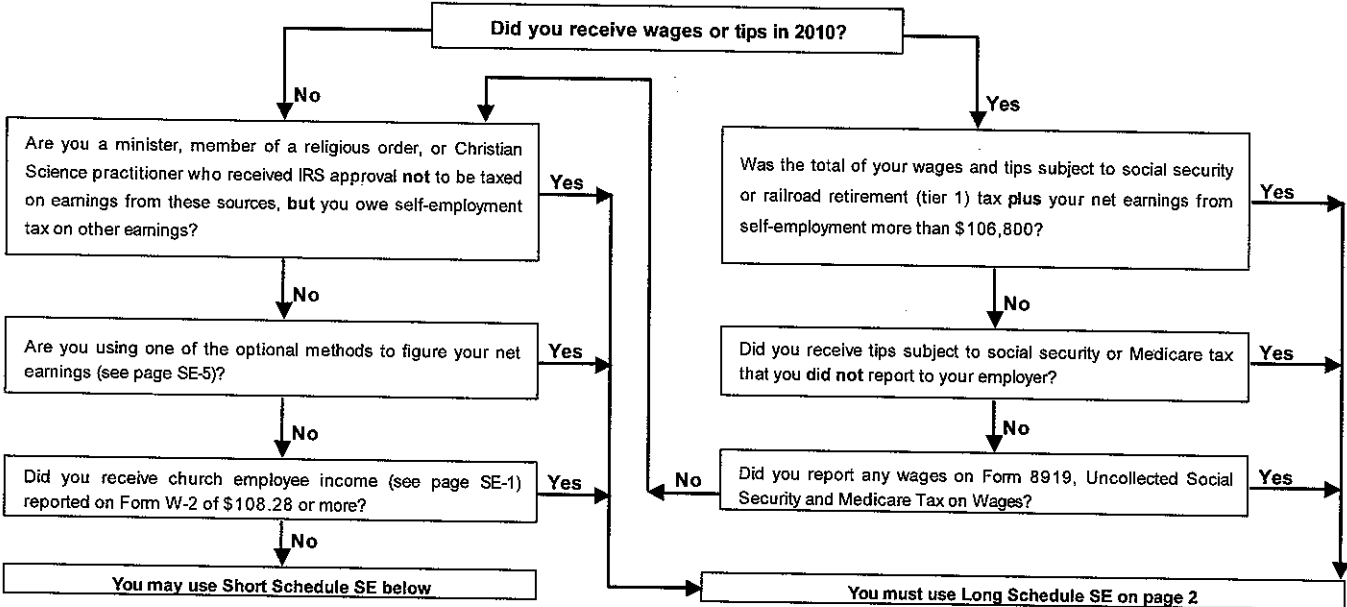 Did you receive wages or tips in 2010?
No
Yes
Are you a minister, member of a religious order, or Christian
Science practitioner who received IRS approval not to be taxed
on earnings from these sources, but you owe self-employment
tax on other earnings?
Yes
Was the total of your wages and tips subject to social security
or railroad retirement (tier 1) tax plus your net earnings from
self-employment more than $106,800?
Yes
No
No
Are you using one of the optional methods to figure your net
earnings (see page SE-5)?
Yes
Did you receive tips subject to social security or Medicare tax
that you did not report to your employer?
Yes
No
No
Did you receive church employee income (see page SE-1)
reported on Form W-2 of $108.28 or more?
Yes
No
Did you report any wages on Form 8919, Uncollected Social
Security and Medicare Tax on Wages?
Yes
No
You may use Short Schedule SE below
You must use Long Schedule SE on page 2